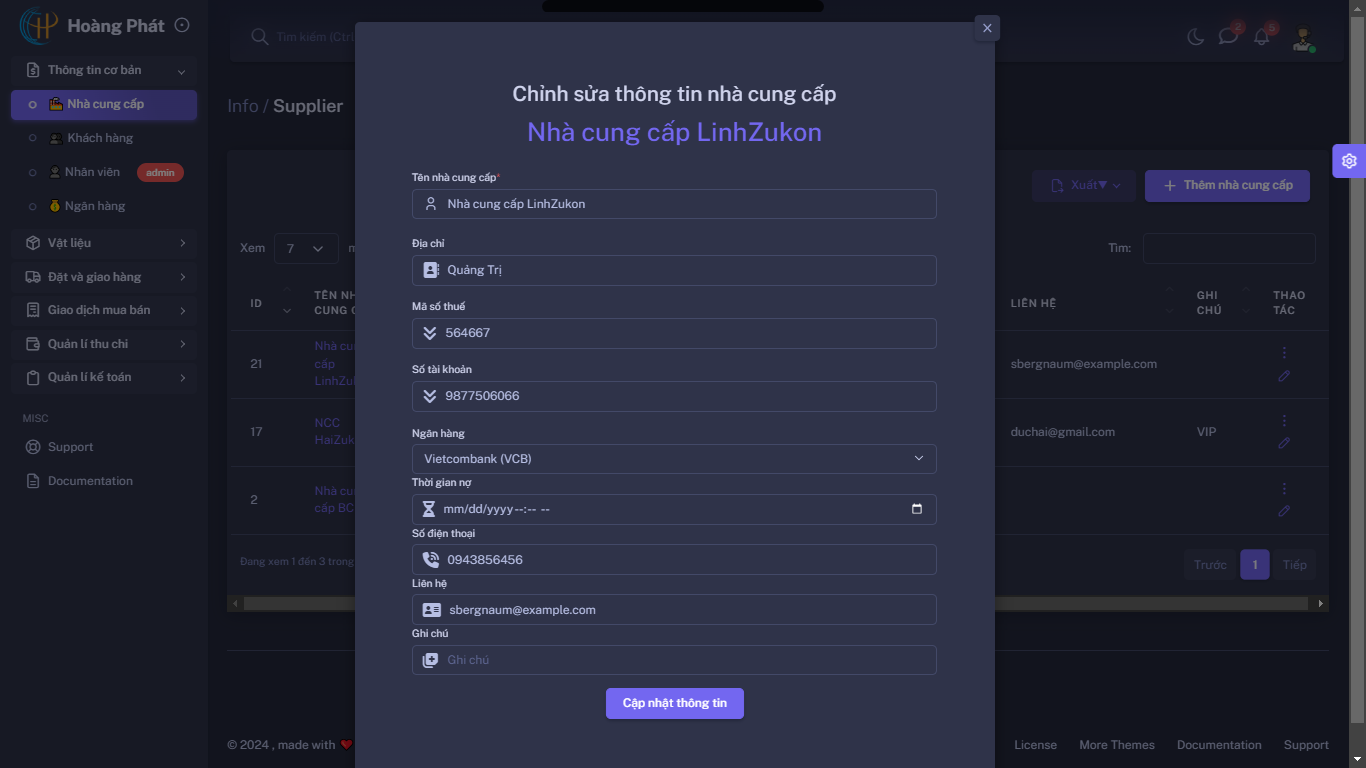 Hoàng Phát
Tìm kiếm (Ctrl
2
5
Thông tin cơ bản
Nhà cung cấp
Khách hàng
Nhân viên
admin
Ngân hàng
Vật liệu
Đặt và giao hàng
Giao dịch mua bán
Quản lí thu chi
Quản lí kế toán
MISC
Support
Documentation
Info / Supplier
Xuất▼
Thêm nhà cung cấp
Xem
7
Tìm:
ID
TÊN NH
CUNG C
LIÊN HỆ
GHI
CHÚ
THAO
TÁC
21
Nhà cu
cấp
LinhZuk
sbergnaum@example.com
17
NCC
HaiZuk
duchai@gmail.com
VIP
2
Nhà cu
cấp BC
Đang xem 1 đến 3 trong
Trước
1
Tiếp
Chỉnh sửa thông tin nhà cung cấp
Nhà cung cấp LinhZukon
Tên nhà cung cấp*
Nhà cung cấp LinhZukon
Địa chỉ
Quảng Trị
Mã số thuế
564667
Số tài khoản
9877506066
Ngân hàng
Vietcombank (VCB)
Thời gian nợ
mm/dd/yyyy --:-- --
Số điện thoại
0943856456
Liên hệ
sbergnaum@example.com
Ghi chú
Ghi chú
Cập nhật thông tin
© 2024 , made with ❤️
License
More Themes
Documentation
Support